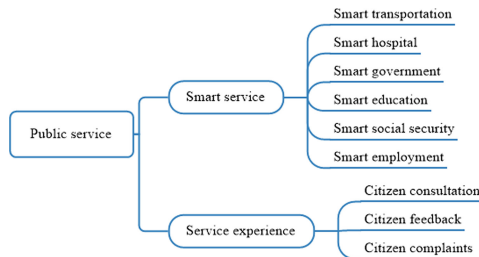 Public service
Smart service
Smart transportation
Smart hospital
Smart government
Smart education
Smart social security
Smart employment
Service experience
Citizen consultation
Citizen feedback
Citizen complaints